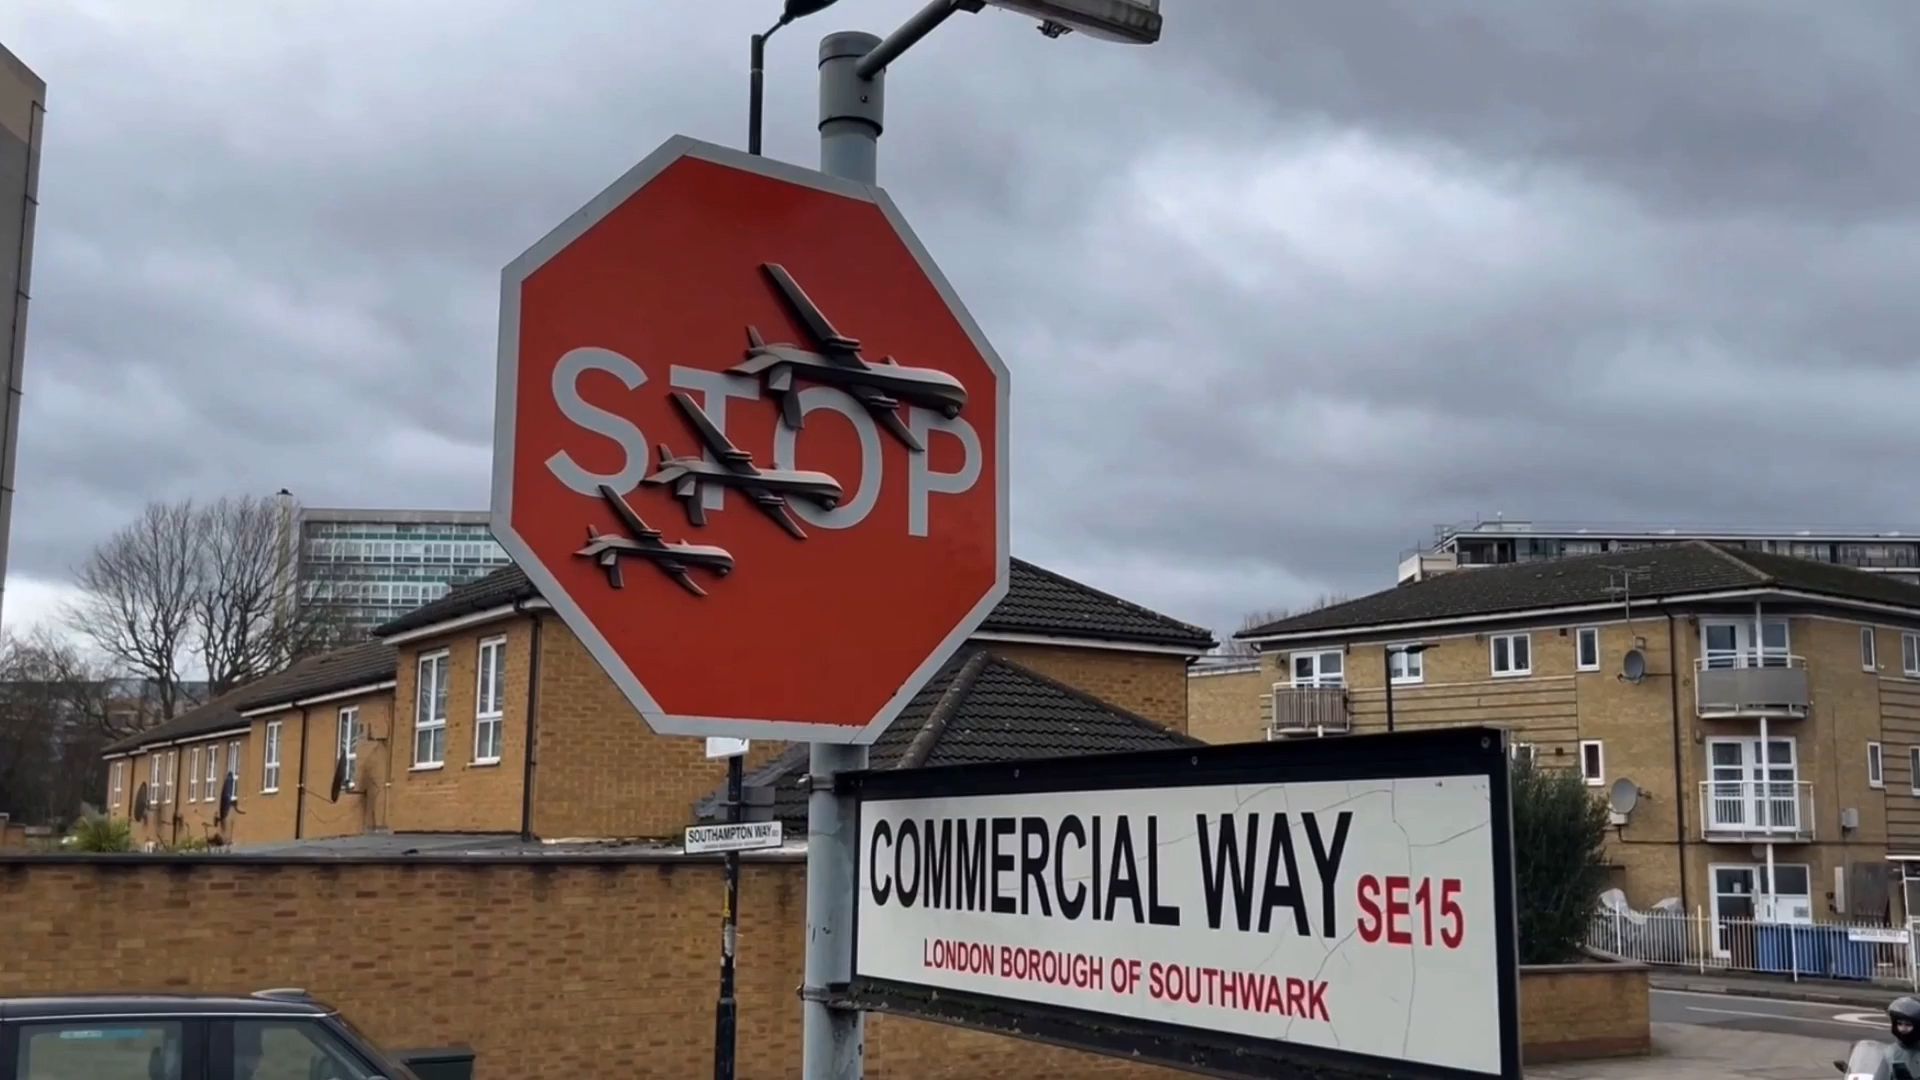 STOP
SOUTHAMPTON WAY
COMMERCIAL WAY SE15
LONDON BOROUGH OF SOUTHWARK